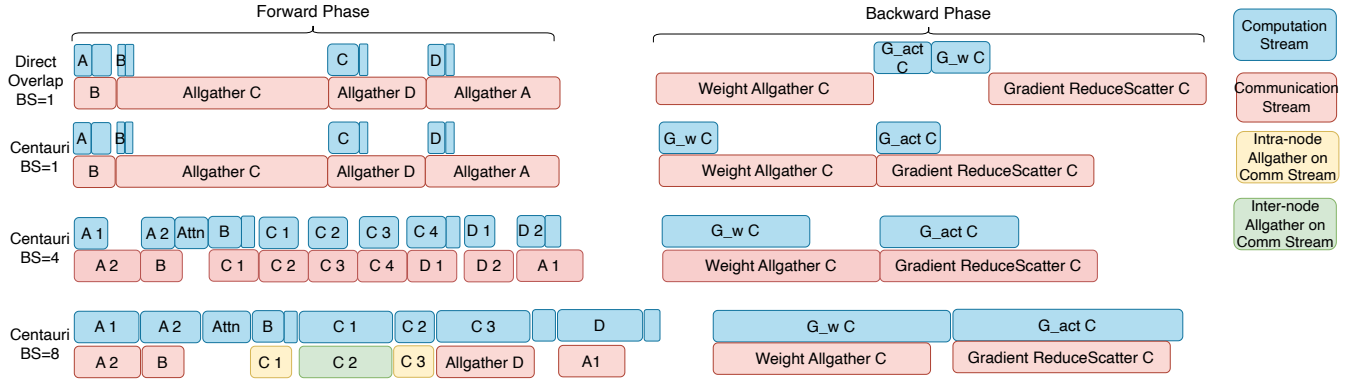 Forward Phase
Backward Phase
Direct
Overlap
BS=1
A
B
C
D
B
Allgather C
Allgather D
Allgather A
G_act
C
G_w C
Weight Allgather C
Gradient ReduceScatter C
Centauri
BS=1
A
B
C
D
B
Allgather C
Allgather D
Allgather A
G_w C
G_act C
Weight Allgather C
Gradient ReduceScatter C
Centauri
BS=4
A 1
A 2
Attn
B
C 1
C 2
C 3
C 4
D 1
D 2
A 2
B
C 1
C 2
C 3
C 4
D 1
D 2
A 1
G_w C
G_act C
Weight Allgather C
Gradient ReduceScatter C
Centauri
BS=8
A 1
A 2
Attn
B
C 1
C 2
C 3
D
A 2
B
C 1
C 2
C 3
Allgather D
A1
G_w C
G_act C
Weight Allgather C
Gradient ReduceScatter C
Computation
Stream
Communication
Stream
Intra-node
Allgather on
Comm Stream
Inter-node
Allgather on
Comm Stream